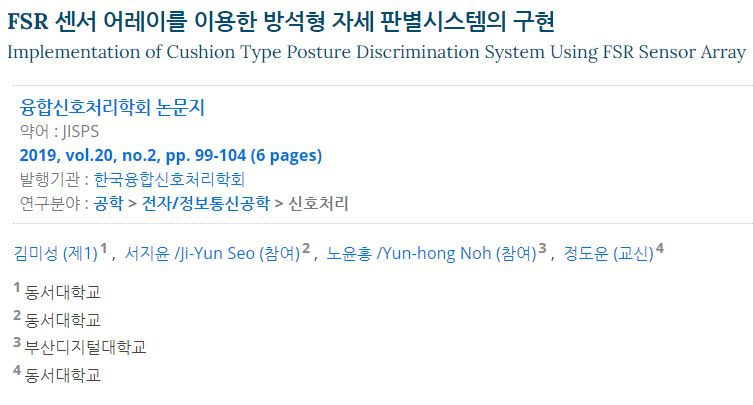 FSR 센서 어레이를 이용한 방석형 자세 판별시스템의 구현
Implementation of Cushion Type Posture Discrimination System Using FSR Sensor Array
융합신호처리학회 논문지
약어 : JISPS
2019, vol.20, no.2, pp. 99-104 (6 pages)
발행기관 : 한국융합신호처리학회
연구분야 : 공학 > 전자/정보통신공학 > 신호처리
김미성 (제1) 1 , 서지윤 /Ji-Yun Seo (참여) 2 , 노윤홍 /Yun-hong Noh (참여) 3 , 정도운 (교신) 4
1 동서대학교
2 동서대학교
3 부산디지털대학교
4 동서대학교